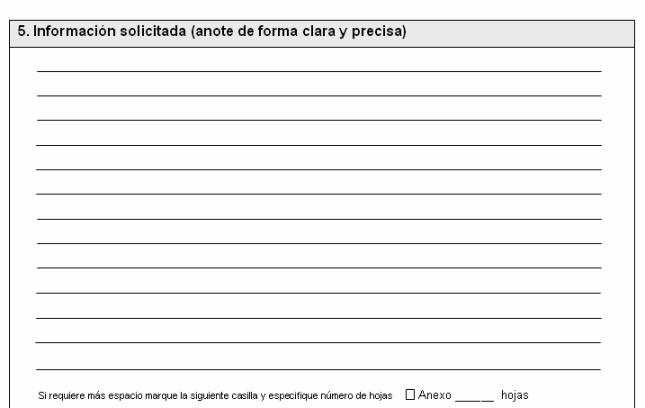 5. Información solicitada (anote de forma clara y precisa)
Si requiere más espacio marque la siguiente casilla y especifique número de hojas ☐ Anexo ______ hojas